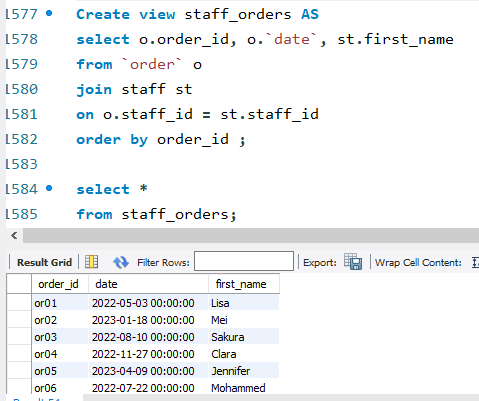 1577 Create view staff_orders AS
1578 select o.order_id, o.`date`, st.first_name
1579 from `order` o
1580 join staff st
1581 on o.staff_id = st.staff_id
1582 order by order_id ;
1583
1584 select *
1585 from staff_orders;
Result Grid Filter Rows: Export: Wrap Cell Content:
order_id date first_name
or01 2022-05-03 00:00:00 Lisa
or02 2023-01-18 00:00:00 Mei
or03 2022-08-10 00:00:00 Sakura
or04 2022-11-27 00:00:00 Clara
or05 2023-04-09 00:00:00 Jennifer
or06 2022-07-22 00:00:00 Mohammed